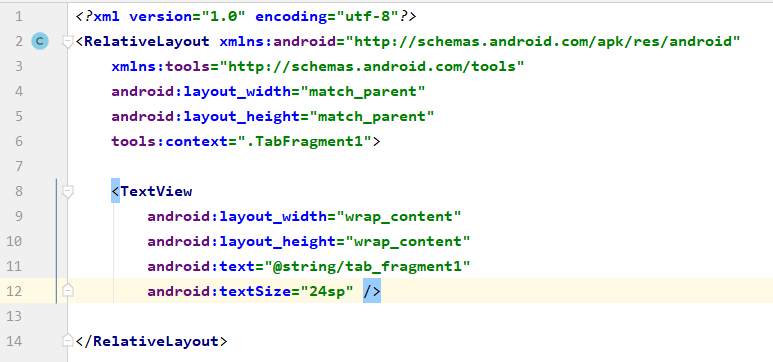 1 <?xml version="1.0" encoding="utf-8"?>
2 C <RelativeLayout xmlns:android="http://schemas.android.com/apk/res/android"
3     xmlns:tools="http://schemas.android.com/tools"
4     android:layout_width="match_parent"
5     android:layout_height="match_parent"
6     tools:context=".TabFragment1">
7
8     <TextView
9         android:layout_width="wrap_content"
10         android:layout_height="wrap_content"
11         android:text="@string/tab_fragment1"
12         android:textSize="24sp" />
13
14 </RelativeLayout>